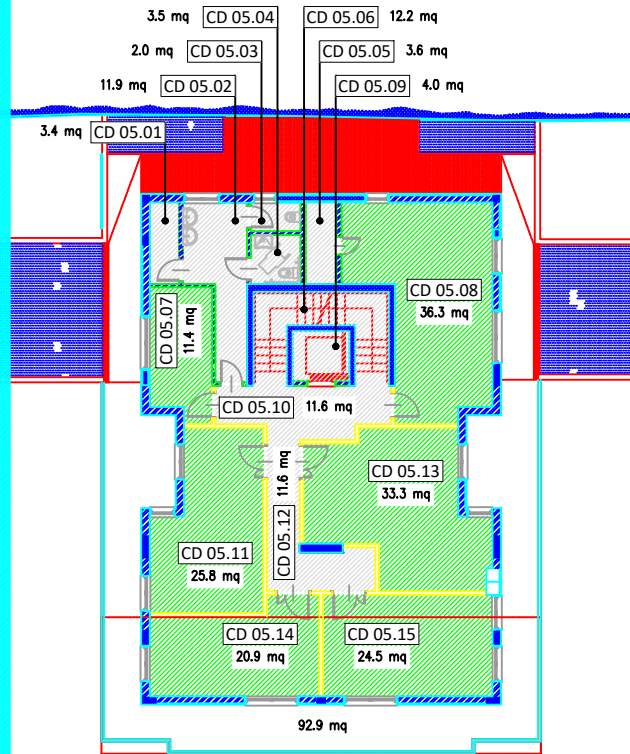 3.5 mq CD 05.04 CD 05.06 12.2 mq
2.0 mq CD 05.03 CD 05.05 3.6 mq
11.9 mq CD 05.02 CD 05.09 4.0 mq
3.4 mq CD 05.01
CD 05.08
36.3 mq
CD 05.07
11.4 mq
CD 05.10 11.6 mq
CD 05.12
11.6 mq
CD 05.13
33.3 mq
CD 05.11
25.8 mq
CD 05.14
20.9 mq
CD 05.15
24.5 mq
92.9 mq